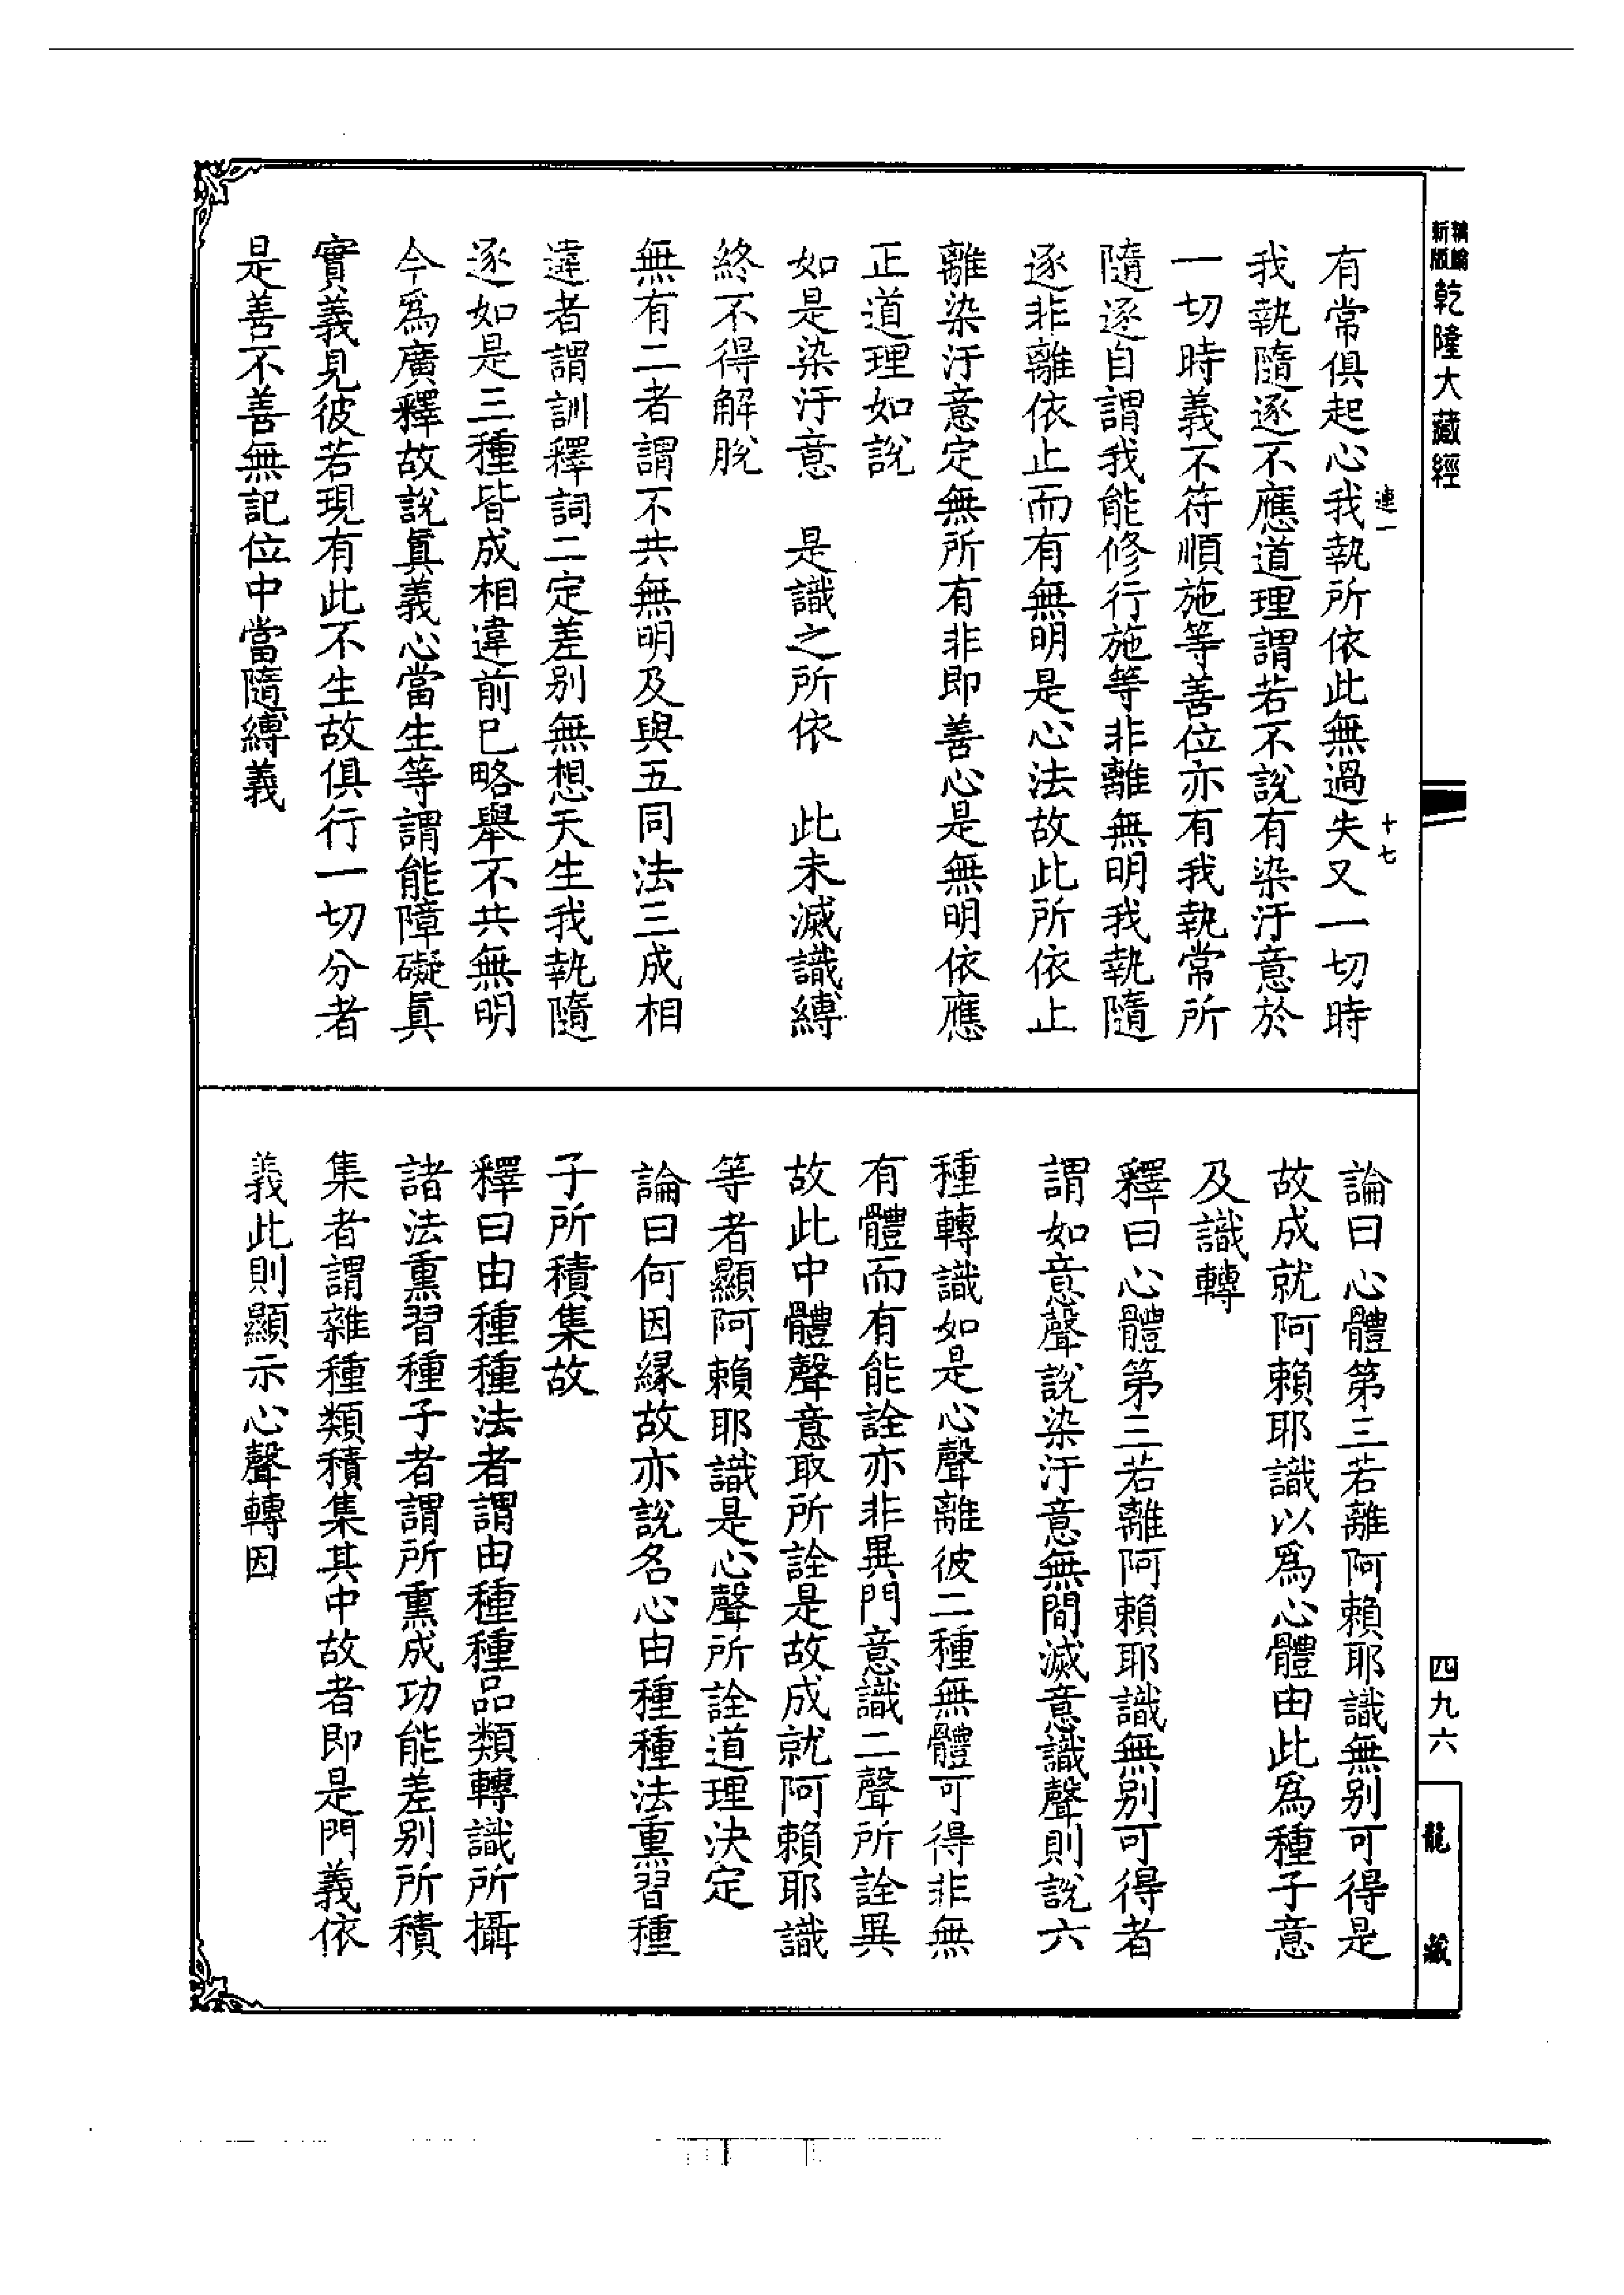 新版精編乾隆大藏經
四九六
龍藏
連一
十七
有常俱起心我執所依此無過失又一切時
我執隨逐不應道理謂若不說有染汙意於
一切時義不符順施等善位亦有我執常所
隨逐自謂我能修行施等非離無明我執隨
逐非離依止而有無明是心法故此所依止
離染汙意定無所有非即善心是無明依應
正道理如說
如是染汙意　是識之所依　此未滅識縛
終不得解脫
無有二者謂不共無明及與五同法三成相
違者謂訓釋詞二定差別無想天生我執隨
逐如是三種皆成相違前已略舉不共無明
今為廣釋故說眞義心當生等謂能障礙眞
實義見彼若現有此不生故俱行一切分者
是善不善無記位中當隨縛義
論曰心體第三若離阿賴耶識無別可得是
故成就阿賴耶識以為心體由此為種子意
及識轉
釋曰心體第三若離阿賴耶識無別可得者
謂如意聲說染汙意無間滅意識聲則說六
種轉識如是心聲離彼二種無體可得非無
有體而有能詮亦非異門意識二聲所詮異
故此中體聲意取所詮是故成就阿賴耶識
等者顯阿賴耶識是心聲所詮道理決定
論曰何因緣故亦說名心由種種法熏習種
子所積集故
釋曰由種種法者謂由種種品類轉識所攝
諸法熏習種子者謂所熏成功能差別所積
集者謂雜種類積集其中故者即是門義依
義此則顯示心聲轉因